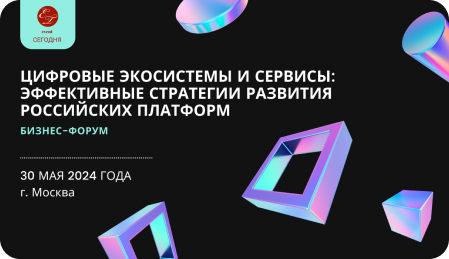 СЕГОДНЯ
ЦИФРОВЫЕ ЭКОСИСТЕМЫ И СЕРВИСЫ:
ЭФФЕКТИВНЫЕ СТРАТЕГИИ РАЗВИТИЯ
РОССИЙСКИХ ПЛАТФОРМ
БИЗНЕС-ФОРУМ
30 МАЯ 2024 ГОДА
г. Москва